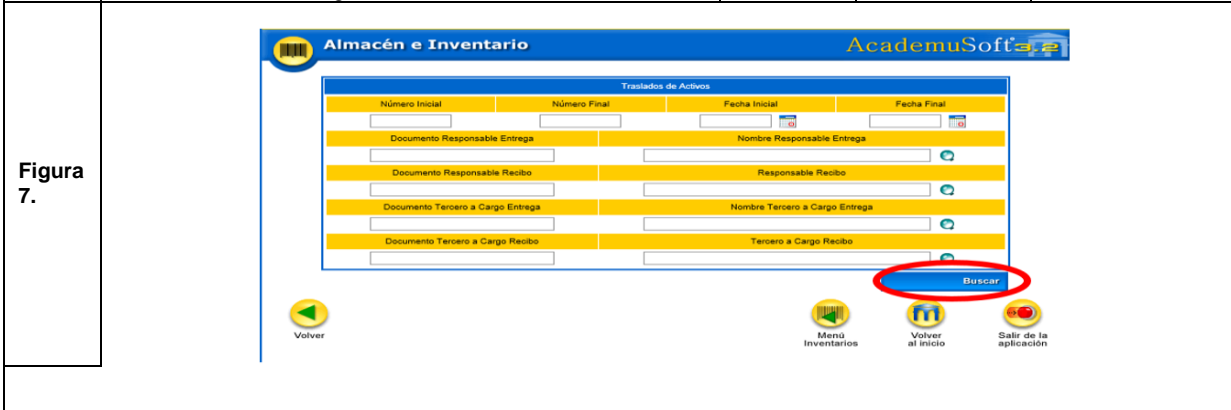 Figura
7.
Almacén e Inventario
AcademuSoft 3.2
Traslados de Activos
Número Inicial Número Final Fecha Inicial Fecha Final
Documento Responsable Entrega Nombre Responsable Entrega
Documento Responsable Recibo Responsable Recibo
Documento Tercero a Cargo Entrega Nombre Tercero a Cargo Entrega
Documento Tercero a Cargo Recibo Tercero a Cargo Recibo
Buscar
Volver
Menú
Inventarios
Volver
al inicio
Salir de la
aplicación